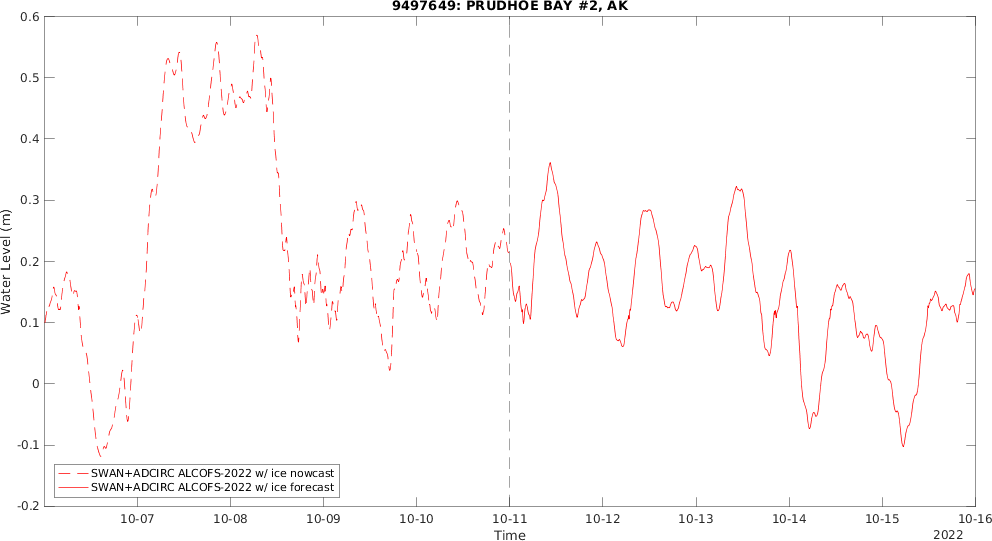 9497649: PRUDHOE BAY #2, AK
0.6
0.5
0.4
0.3
0.2
0.1
0
-0.1
-0.2
Water Level (m)
SWAN+ADCIRC ALCOFS-2022 w/ ice nowcast
SWAN+ADCIRC ALCOFS-2022 w/ ice forecast
10-07 10-08 10-09 10-10 10-11 10-12 10-13 10-14 10-15 10-16
Time
2022